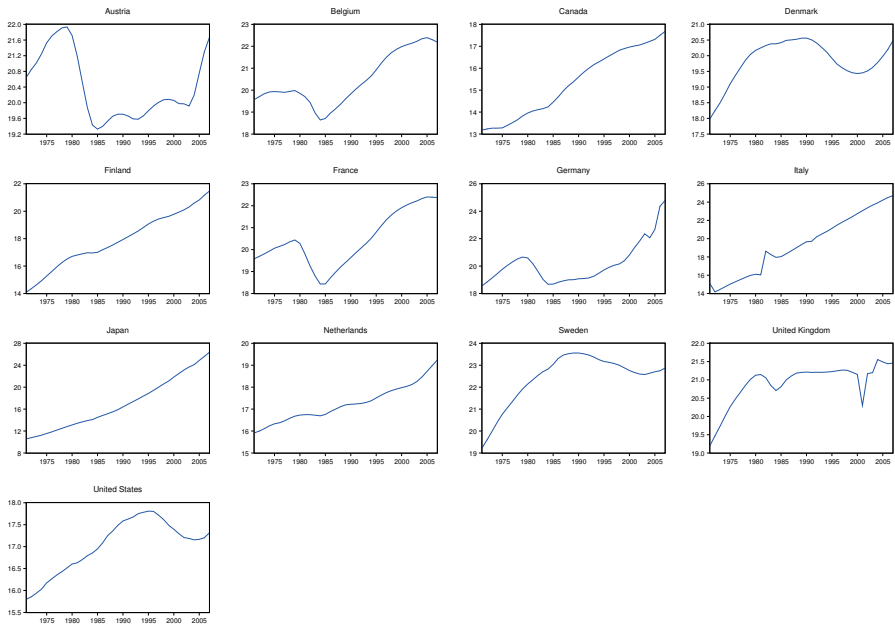 Austria Belgium Canada Denmark
22.0 23 18 21.0
21.6 22 17 20.5
21.2 20.0
20.8 21 16 19.5
20.4 20 15 19.0
20.0 18.5
19.6 19 14 18.0
19.2 18 13 17.5
1975 1980 1985 1990 1995 2000 2005 1975 1980 1985 1990 1995 2000 2005 1975 1980 1985 1990 1995 2000 2005 1975 1980 1985 1990 1995 2000 2005
Finland France Germany Italy
22 23 26 26
22 24
20 21 24 22
18 20 22 20
19 18
16 20 16
14 18 18 14
1975 1980 1985 1990 1995 2000 2005 1975 1980 1985 1990 1995 2000 2005 1975 1980 1985 1990 1995 2000 2005 1975 1980 1985 1990 1995 2000 2005
Japan Netherlands Sweden United Kingdom
28 20 24 22.0
24 19 23 21.5
20 18 22 21.0
20.5
16 17 21 20.0
12 16 20 19.5
8 15 19 19.0
1975 1980 1985 1990 1995 2000 2005 1975 1980 1985 1990 1995 2000 2005 1975 1980 1985 1990 1995 2000 2005 1975 1980 1985 1990 1995 2000 2005
United States
18.0
17.5
17.0
16.5
16.0
15.5
1975 1980 1985 1990 1995 2000 2005